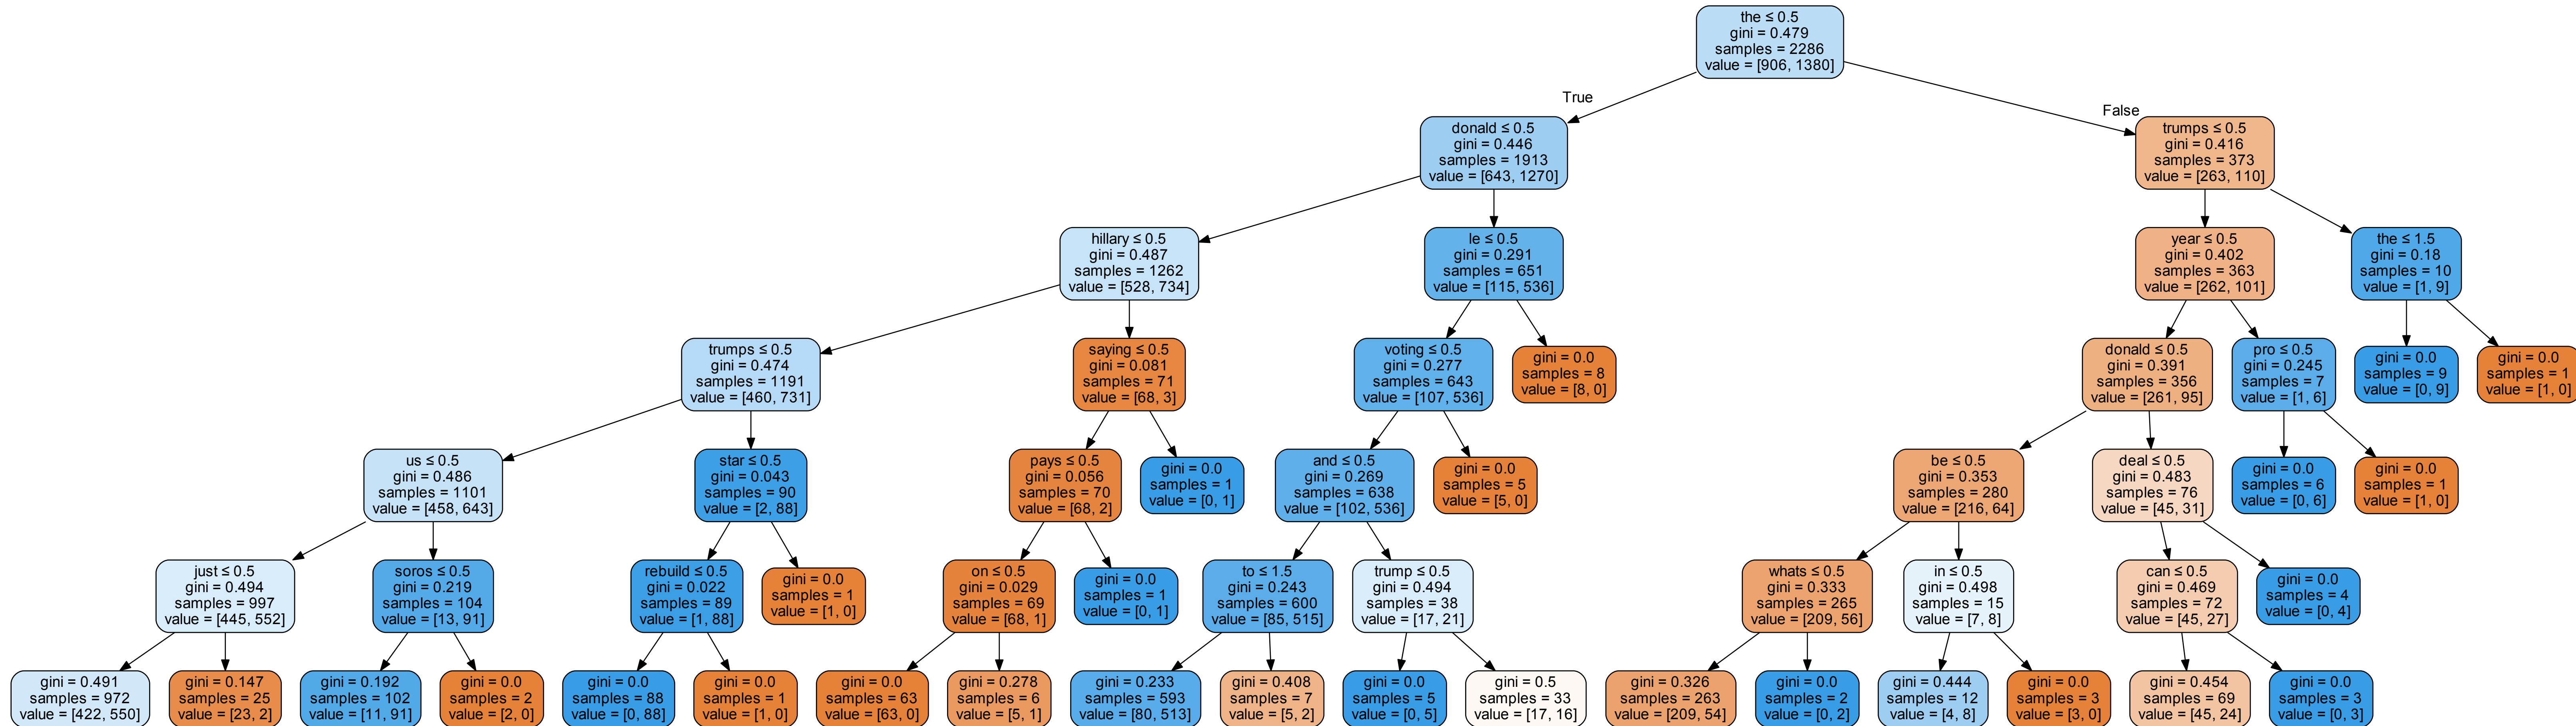 the ≤ 0.5
gini = 0.479
samples = 2286
value = [906, 1380]
True
False
donald ≤ 0.5
gini = 0.446
samples = 1913
value = [643, 1270]
trumps ≤ 0.5
gini = 0.416
samples = 373
value = [263, 110]
hillary ≤ 0.5
gini = 0.487
samples = 1262
value = [528, 734]
le ≤ 0.5
gini = 0.291
samples = 651
value = [115, 536]
year ≤ 0.5
gini = 0.402
samples = 363
value = [262, 101]
the ≤ 1.5
gini = 0.18
samples = 10
value = [1, 9]
trumps ≤ 0.5
gini = 0.474
samples = 1191
value = [460, 731]
saying ≤ 0.5
gini = 0.081
samples = 71
value = [68, 3]
voting ≤ 0.5
gini = 0.277
samples = 643
value = [107, 536]
gini = 0.0
samples = 8
value = [8, 0]
donald ≤ 0.5
gini = 0.391
samples = 356
value = [261, 95]
pro ≤ 0.5
gini = 0.245
samples = 7
value = [1, 6]
gini = 0.0
samples = 9
value = [0, 9]
gini = 0.0
samples = 1
value = [1, 0]
us ≤ 0.5
gini = 0.486
samples = 1101
value = [458, 643]
star ≤ 0.5
gini = 0.043
samples = 90
value = [2, 88]
pays ≤ 0.5
gini = 0.056
samples = 70
value = [68, 2]
gini = 0.0
samples = 1
value = [0, 1]
and ≤ 0.5
gini = 0.269
samples = 638
value = [102, 536]
gini = 0.0
samples = 5
value = [5, 0]
be ≤ 0.5
gini = 0.353
samples = 280
value = [216, 64]
deal ≤ 0.5
gini = 0.483
samples = 76
value = [45, 31]
gini = 0.0
samples = 6
value = [0, 6]
gini = 0.0
samples = 1
value = [1, 0]
just ≤ 0.5
gini = 0.494
samples = 997
value = [445, 552]
soros ≤ 0.5
gini = 0.219
samples = 104
value = [13, 91]
rebuild ≤ 0.5
gini = 0.022
samples = 89
value = [1, 88]
gini = 0.0
samples = 1
value = [1, 0]
on ≤ 0.5
gini = 0.029
samples = 69
value = [68, 1]
gini = 0.0
samples = 1
value = [0, 1]
to ≤ 1.5
gini = 0.243
samples = 600
value = [85, 515]
trump ≤ 0.5
gini = 0.494
samples = 38
value = [17, 21]
whats ≤ 0.5
gini = 0.333
samples = 265
value = [209, 56]
in ≤ 0.5
gini = 0.498
samples = 15
value = [7, 8]
can ≤ 0.5
gini = 0.469
samples = 72
value = [45, 27]
gini = 0.0
samples = 4
value = [0, 4]
gini = 0.491
samples = 972
value = [422, 550]
gini = 0.147
samples = 25
value = [23, 2]
gini = 0.192
samples = 102
value = [11, 91]
gini = 0.0
samples = 2
value = [2, 0]
gini = 0.0
samples = 88
value = [0, 88]
gini = 0.0
samples = 1
value = [1, 0]
gini = 0.0
samples = 63
value = [63, 0]
gini = 0.278
samples = 6
value = [5, 1]
gini = 0.233
samples = 593
value = [80, 513]
gini = 0.408
samples = 7
value = [5, 2]
gini = 0.0
samples = 5
value = [0, 5]
gini = 0.5
samples = 33
value = [17, 16]
gini = 0.326
samples = 263
value = [209, 54]
gini = 0.0
samples = 2
value = [0, 2]
gini = 0.444
samples = 12
value = [4, 8]
gini = 0.0
samples = 3
value = [3, 0]
gini = 0.454
samples = 69
value = [45, 24]
gini = 0.0
samples = 3
value = [0, 3]